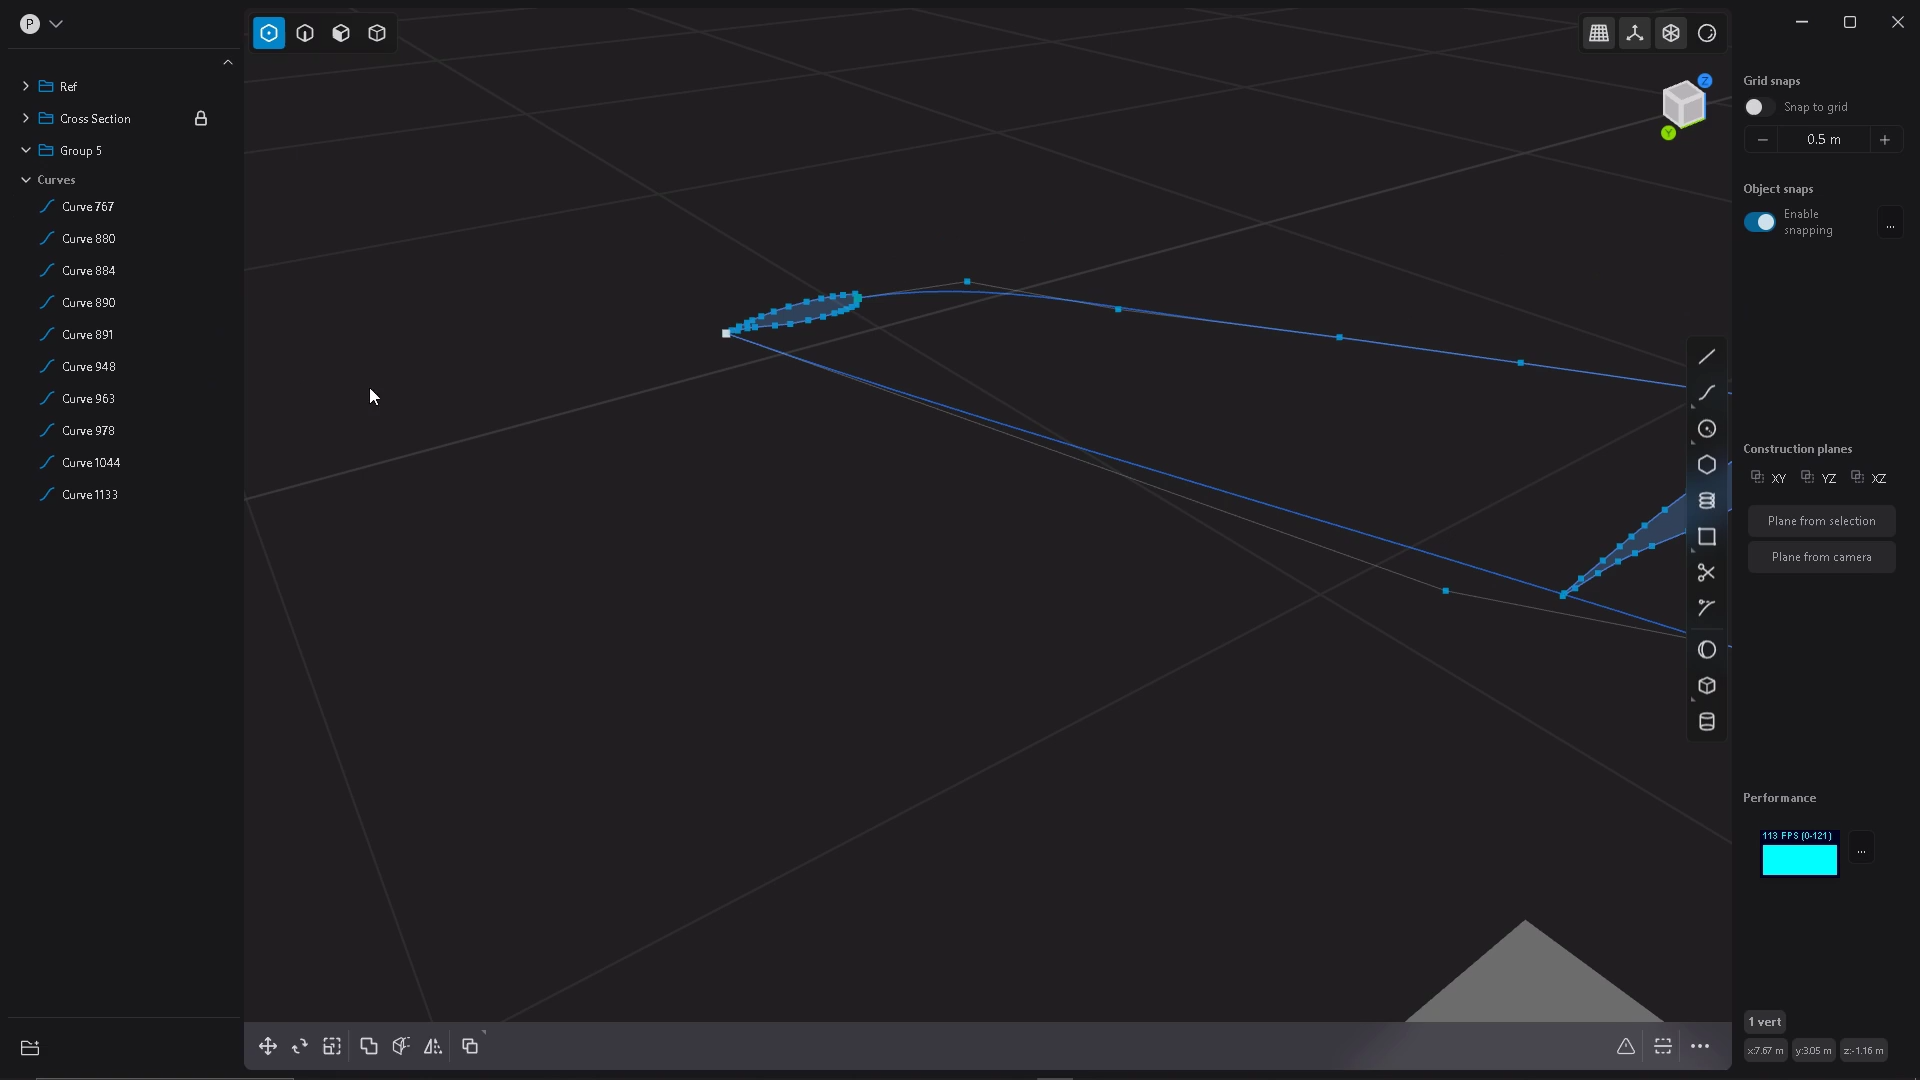 P
Ref
Cross Section
Group 5
Curves
Curve 767
Curve 880
Curve 884
Curve 890
Curve 891
Curve 948
Curve 963
Curve 978
Curve 1044
Curve 1133
Z
Y
Grid snaps
Snap to grid
0.5 m
Object snaps
Enable
snapping
...
Construction planes
XY YZ XZ
Plane from selection
Plane from camera
Performance
113 FPS (0-121)
...
1 vert
x:7.67 m y:3.05 m z:-1.16 m